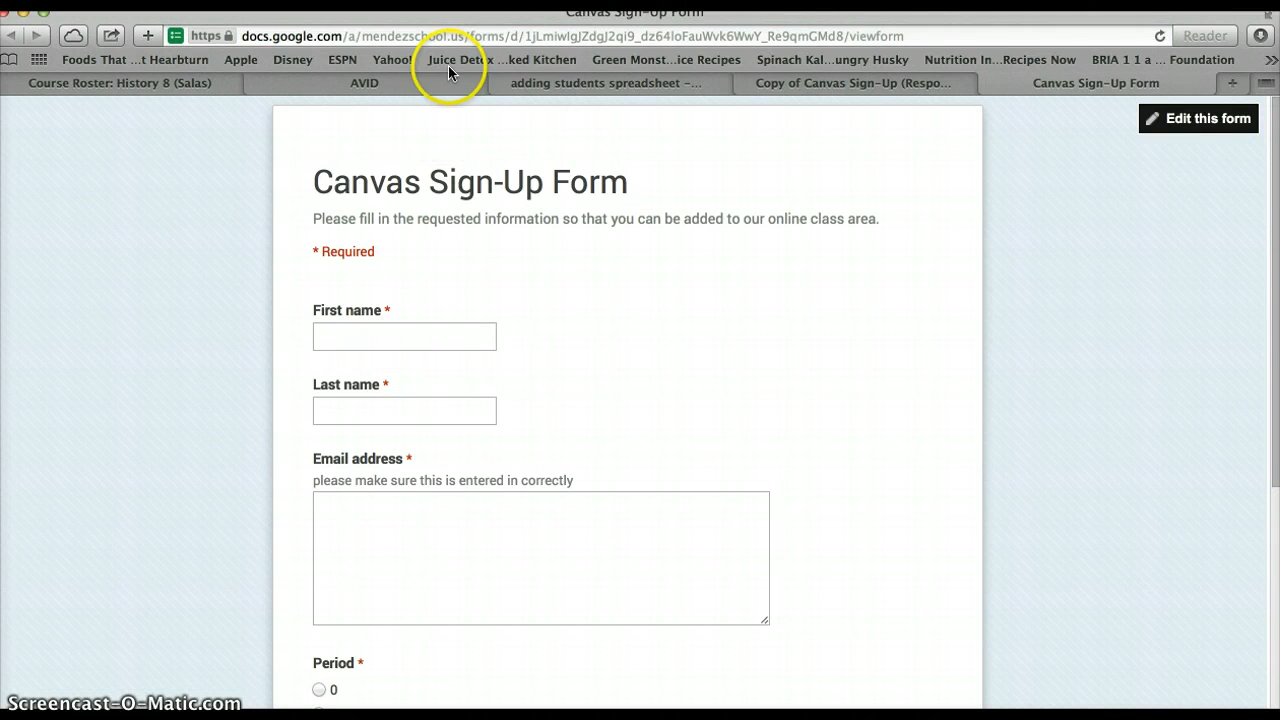 Canvas Sign-Up Form
https docs.google.com/a/mendezschool.us/forms/d/1jLmiwIgJZdgJ2qi9_dz64IoFauWvk6WwY_Re9qmGMd8/viewform Reader
Foods That ...t Hearbturn Apple Disney ESPN Yahoo! Juice Detox ...ked Kitchen Green Monst...ice Recipes Spinach Kal...ungry Husky Nutrition In...Recipes Now BRIA 1 1 a ... Foundation
Course Roster: History 8 (Salas) AVID adding students spreadsheet -... Copy of Canvas Sign-Up (Respo... Canvas Sign-Up Form
Edit this form
Canvas Sign-Up Form
Please fill in the requested information so that you can be added to our online class area.
* Required
First name *
Last name *
Email address *
please make sure this is entered in correctly
Period *
0
Screencast-O-Matic.com